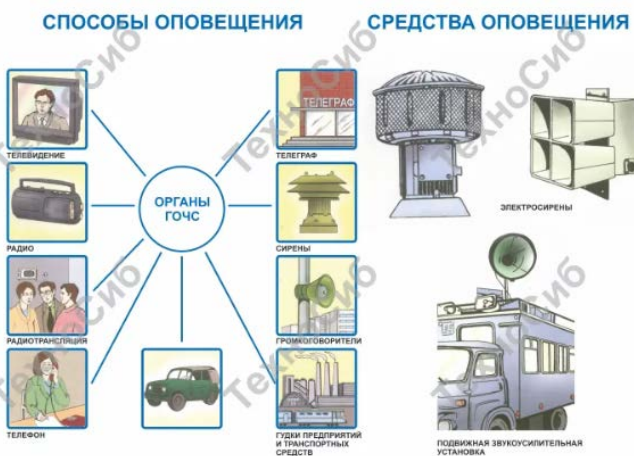 СПОСОБЫ ОПОВЕЩЕНИЯ
СРЕДСТВА ОПОВЕЩЕНИЯ
ТЕЛЕВИДЕНИЕ
РАДИО
РАДИОТРАНСЛЯЦИЯ
ТЕЛЕФОН
ОРГАНЫ
ГОЧС
ТЕЛЕГРАФ
ТЕЛЕГРАФ
СИРЕНЫ
ГРОМКОГОВОРИТЕЛИ
ГУДКИ ПРЕДПРИЯТИЙ
И ТРАНСПОРТНЫХ
СРЕДСТВ
ЭЛЕКТРОСИРЕНЫ
ПОДВИЖНАЯ ЗВУКОУСИЛИТЕЛЬНАЯ
УСТАНОВКА
ТехноСиб
ТехноСиб
ТехноСиб
ТехноСиб
ТехноСиб
ТехноСиб